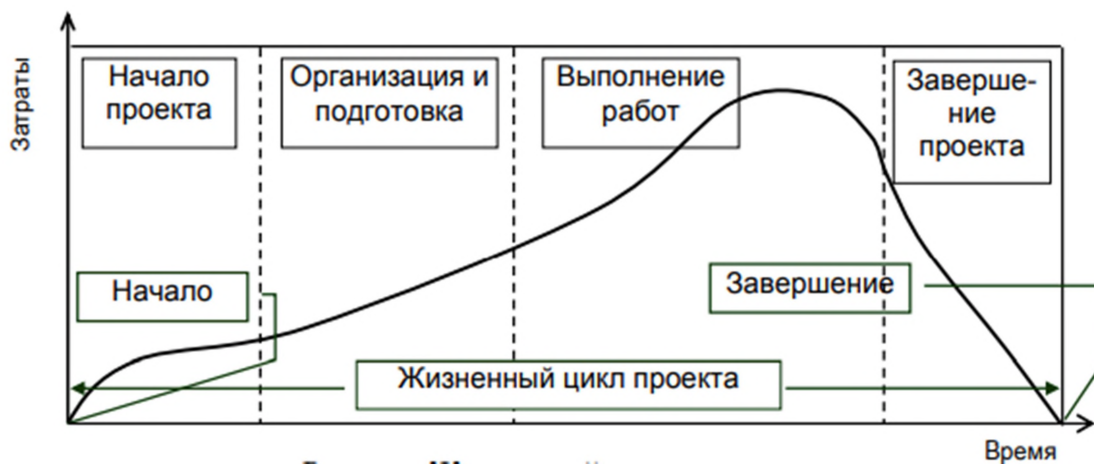 Затраты
Начало
проекта
Организация и
подготовка
Выполнение
работ
Заверше-
ние
проекта
Начало
Завершение
Жизненный цикл проекта
Время